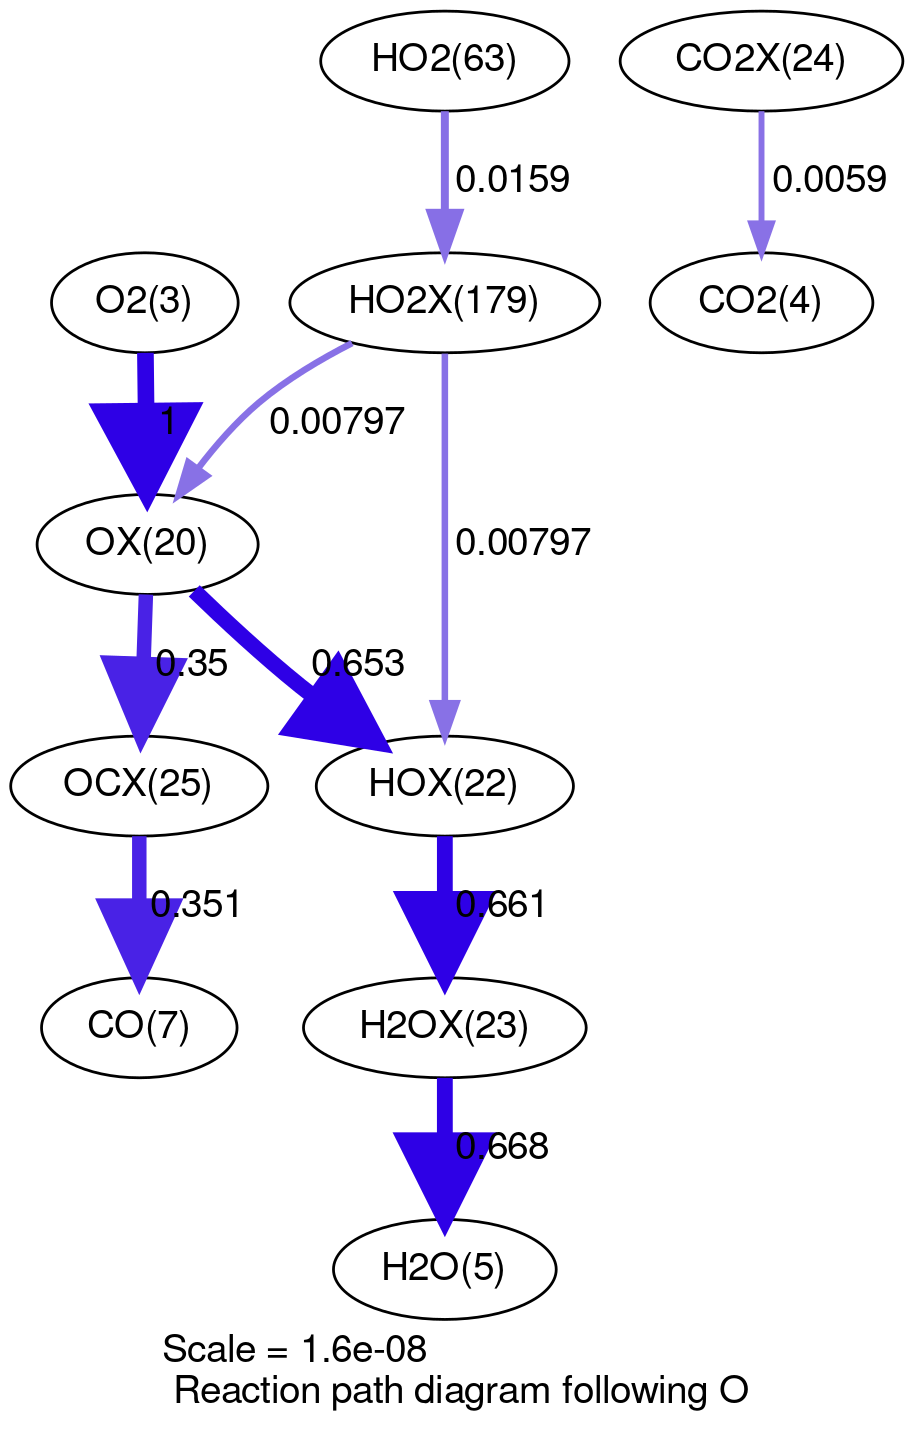 HO2(63)
CO2X(24)
0.0159
0.0059
O2(3)
HO2X(179)
CO2(4)
1
0.00797
OX(20)
0.00797
0.35
0.653
OCX(25)
HOX(22)
0.351
0.661
CO(7)
H2OX(23)
0.668
H2O(5)
Scale = 1.6e-08
Reaction path diagram following O